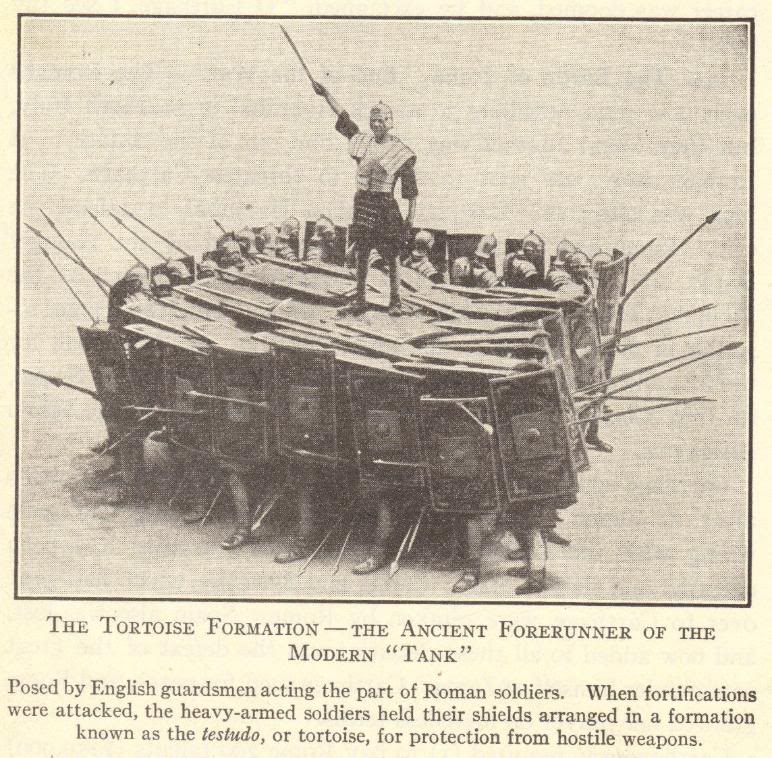 THE TORTOISE FORMATION — THE ANCIENT FORERUNNER OF THE
MODERN "TANK"
Posed by English guardsmen acting the part of Roman soldiers. When fortifications
were attacked, the heavy-armed soldiers held their shields arranged in a formation
known as the testudo, or tortoise, for protection from hostile weapons.